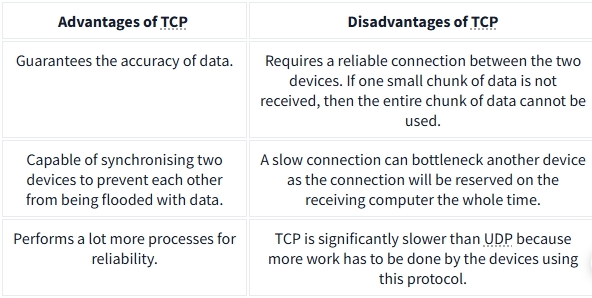 Advantages of TCP
Disadvantages of TCP
Guarantees the accuracy of data.
Requires a reliable connection between the two
devices. If one small chunk of data is not
received, then the entire chunk of data cannot be
used.
Capable of synchronising two
devices to prevent each other
from being flooded with data.
A slow connection can bottleneck another device
as the connection will be reserved on the
receiving computer the whole time.
Performs a lot more processes for
reliability.
TCP is significantly slower than UDP because
more work has to be done by the devices using
this protocol.